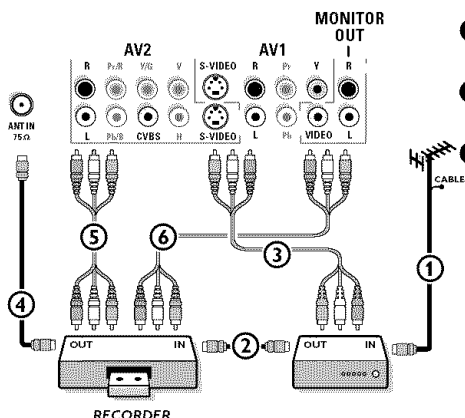 MONITOR
OUT
AV2 AV1
R Pr/R Y/G V S-VIDEO R Pr Y R
ANT IN
75Ω
L Pb/B CVBS H S-VIDEO L Pb VIDEO L
CABLE
5 6 3 1
4
OUT IN 2 OUT IN
RECORDER